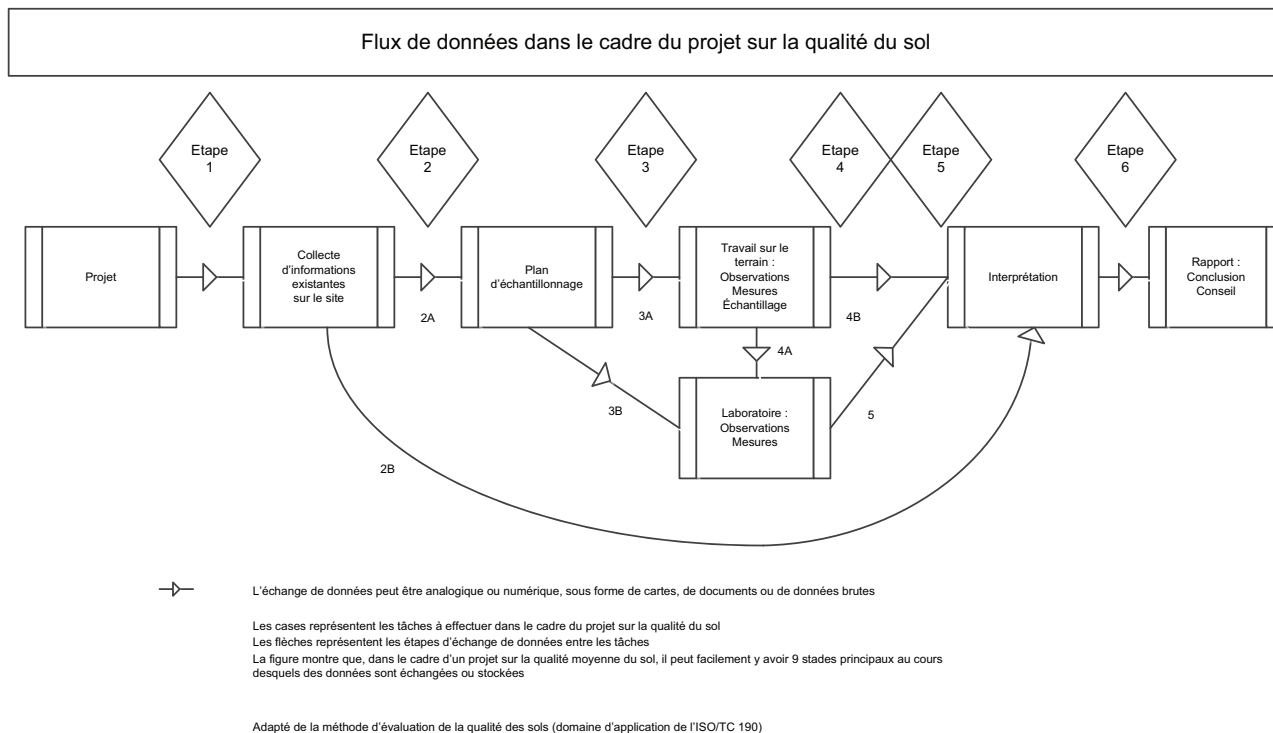 Flux de données dans le cadre du projet sur la qualité du sol
Etape
1
Etape
2
Etape
3
Etape
4
Etape
5
Etape
6
Projet
Collecte
d'informations
existantes
sur le site
Plan
d'échantillonnage
Travail sur le
terrain :
Observations
Mesures
Échantillage
Interprétation
Rapport :
Conclusion
Conseil
2A
3A
4B
4A
3B
Laboratoire :
Observations
Mesures
5
2B
L'échange de données peut être analogique ou numérique, sous forme de cartes, de documents ou de données brutes
Les cases représentent les tâches à effectuer dans le cadre du projet sur la qualité du sol
Les flèches représentent les étapes d'échange de données entre les tâches
La figure montre que, dans le cadre d'un projet sur la qualité moyenne du sol, il peut facilement y avoir 9 stades principaux au cours
desquels des données sont échangées ou stockées
Adapté de la méthode d'évaluation de la qualité des sols (domaine d'application de l'ISO/TC 190)